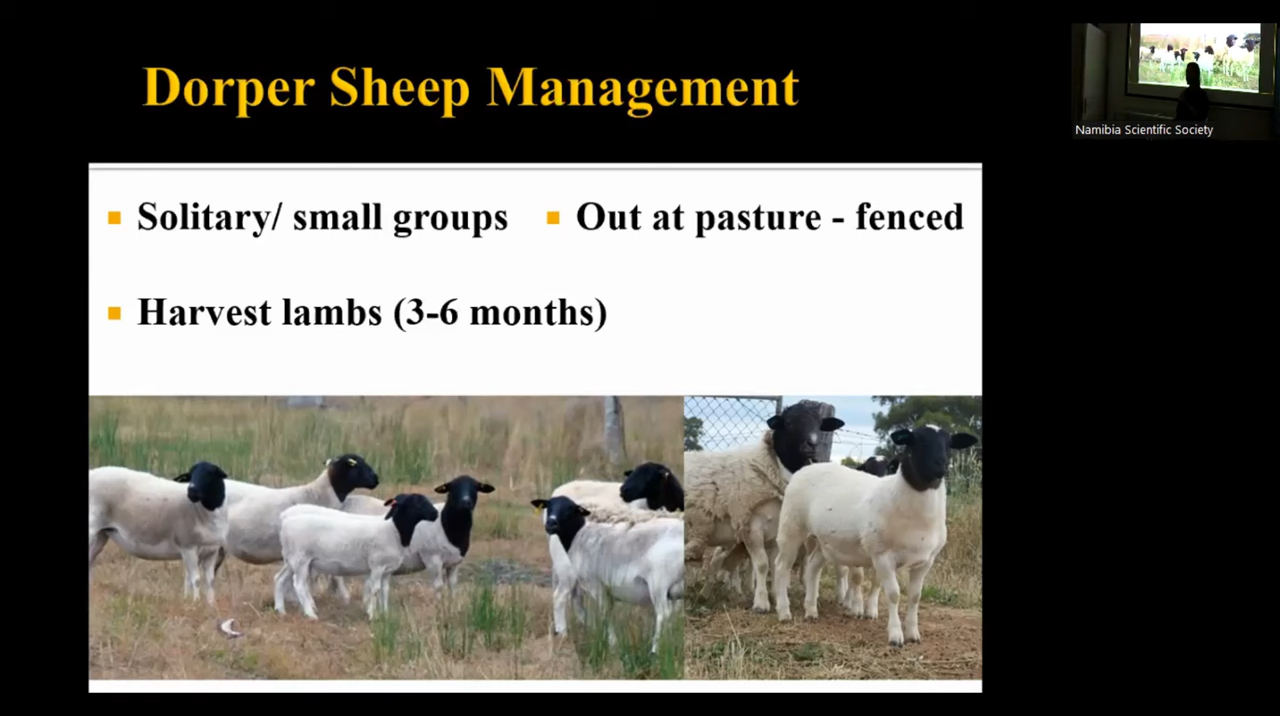 Dorper Sheep Management
Namibia Scientific Society
Solitary/ small groups
Out at pasture - fenced
Harvest lambs (3-6 months)